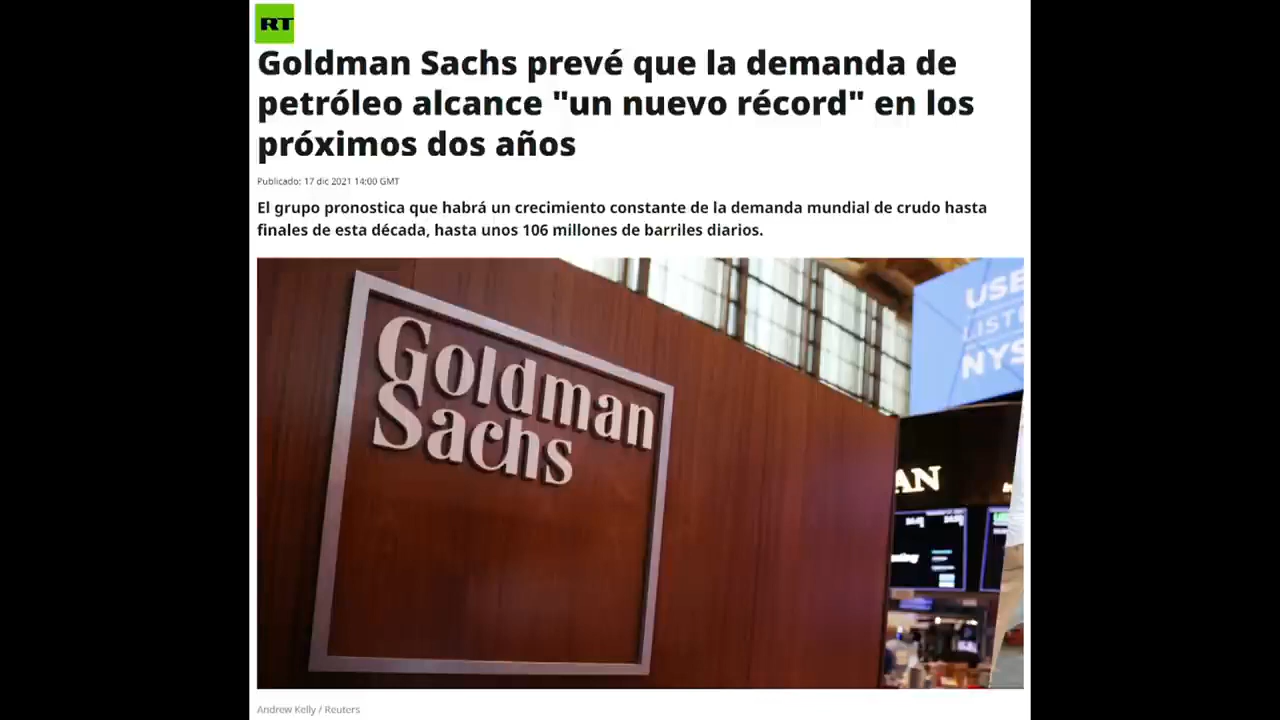 RT
Goldman Sachs prevé que la demanda de
petróleo alcance "un nuevo récord" en los
próximos dos años
Publicado: 17 dic 2021 14:00 GMT
El grupo pronostica que habrá un crecimiento constante de la demanda mundial de crudo hasta
finales de esta década, hasta unos 106 millones de barriles diarios.
Goldman
Sachs
NYS
AN
Andrew Kelly / Reuters